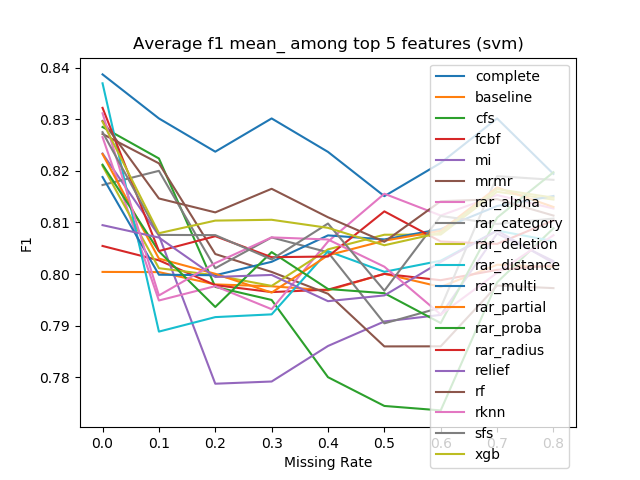 Average f1 mean_ among top 5 features (svm)
F1
0.84
0.83
0.82
0.81
0.80
0.79
0.78
0.0 0.1 0.2 0.3 0.4 0.5 0.6 0.7 0.8
Missing Rate
complete
baseline
cfs
fcbf
mi
mrmr
rar_alpha
rar_category
rar_deletion
rar_distance
rar_multi
rar_partial
rar_proba
rar_radius
relief
rf
rknn
sfs
xgb